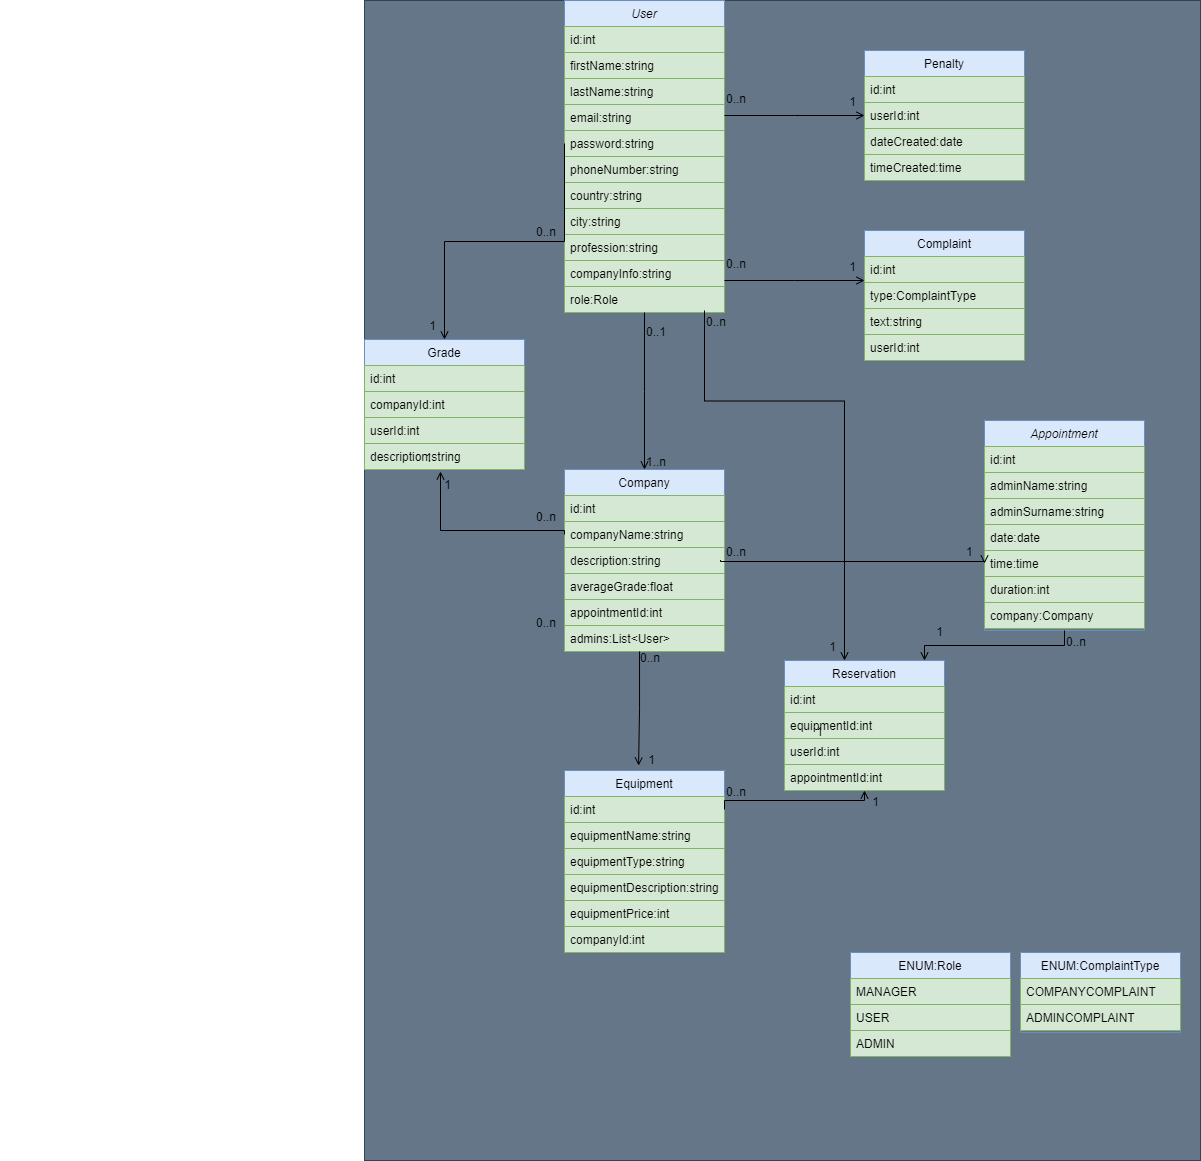 User
id:int
firstName:string
lastName:string
email:string
password:string
phoneNumber:string
country:string
city:string
profession:string
companyInfo:string
role:Role
0..n
1
Penalty
id:int
userId:int
dateCreated:date
timeCreated:time
0..n
1
Complaint
id:int
type:ComplaintType
text:string
userId:int
0..n
1
0..1
0..n
Grade
id:int
companyId:int
userId:int
description:string
1
1
0..n
1..n
Company
id:int
companyName:string
description:string
averageGrade:float
appointmentId:int
admins:List<User>
0..n
0..n
0..n
1
Appointment
id:int
adminName:string
adminSurname:string
date:date
time:time
duration:int
company:Company
1
0..n
1
Reservation
id:int
equipmentId:int
1
userId:int
appointmentId:int
1
Equipment
id:int
equipmentName:string
equipmentType:string
equipmentDescription:string
equipmentPrice:int
companyId:int
0..n
1
ENUM:Role
MANAGER
USER
ADMIN
ENUM:ComplaintType
COMPANYCOMPLAINT
ADMINCOMPLAINT